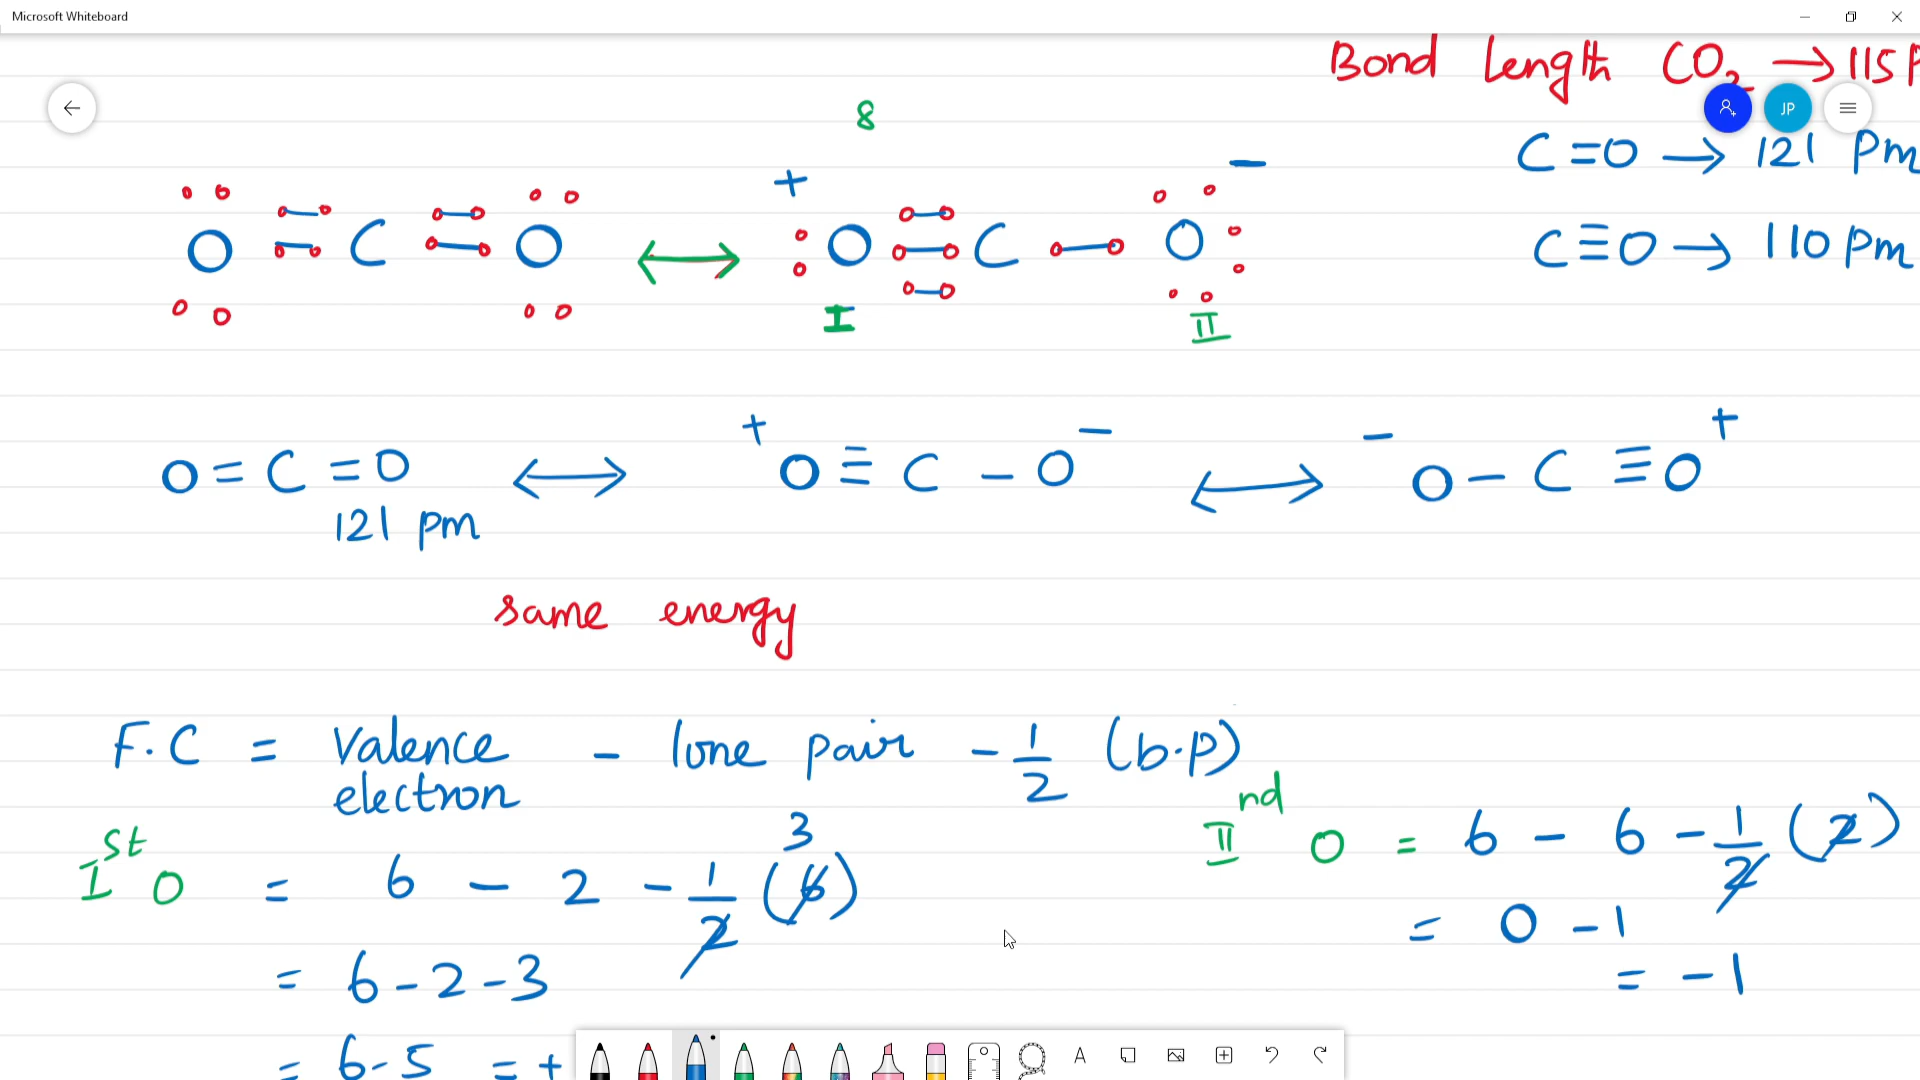 Microsoft Whiteboard
Bond length CO₂ → 115 P
JP
8
C=O → 121 Pm
C≡O → 110 Pm
O = C = O ↔ + O ≡ C - O -
I II
O = C = O ↔ + O ≡ C - O - ↔ - O - C ≡ O +
121 pm
same energy
F.C = Valence electron - lone pair - 1/2 (b.p)
Iˢᵗ O = 6 - 2 - 1/2 (6) 3
= 6 - 2 - 3
= 6 - 5 = +
IIⁿᵈ O = 6 - 6 - 1/2 (2)
= 0 - 1
= - 1
A